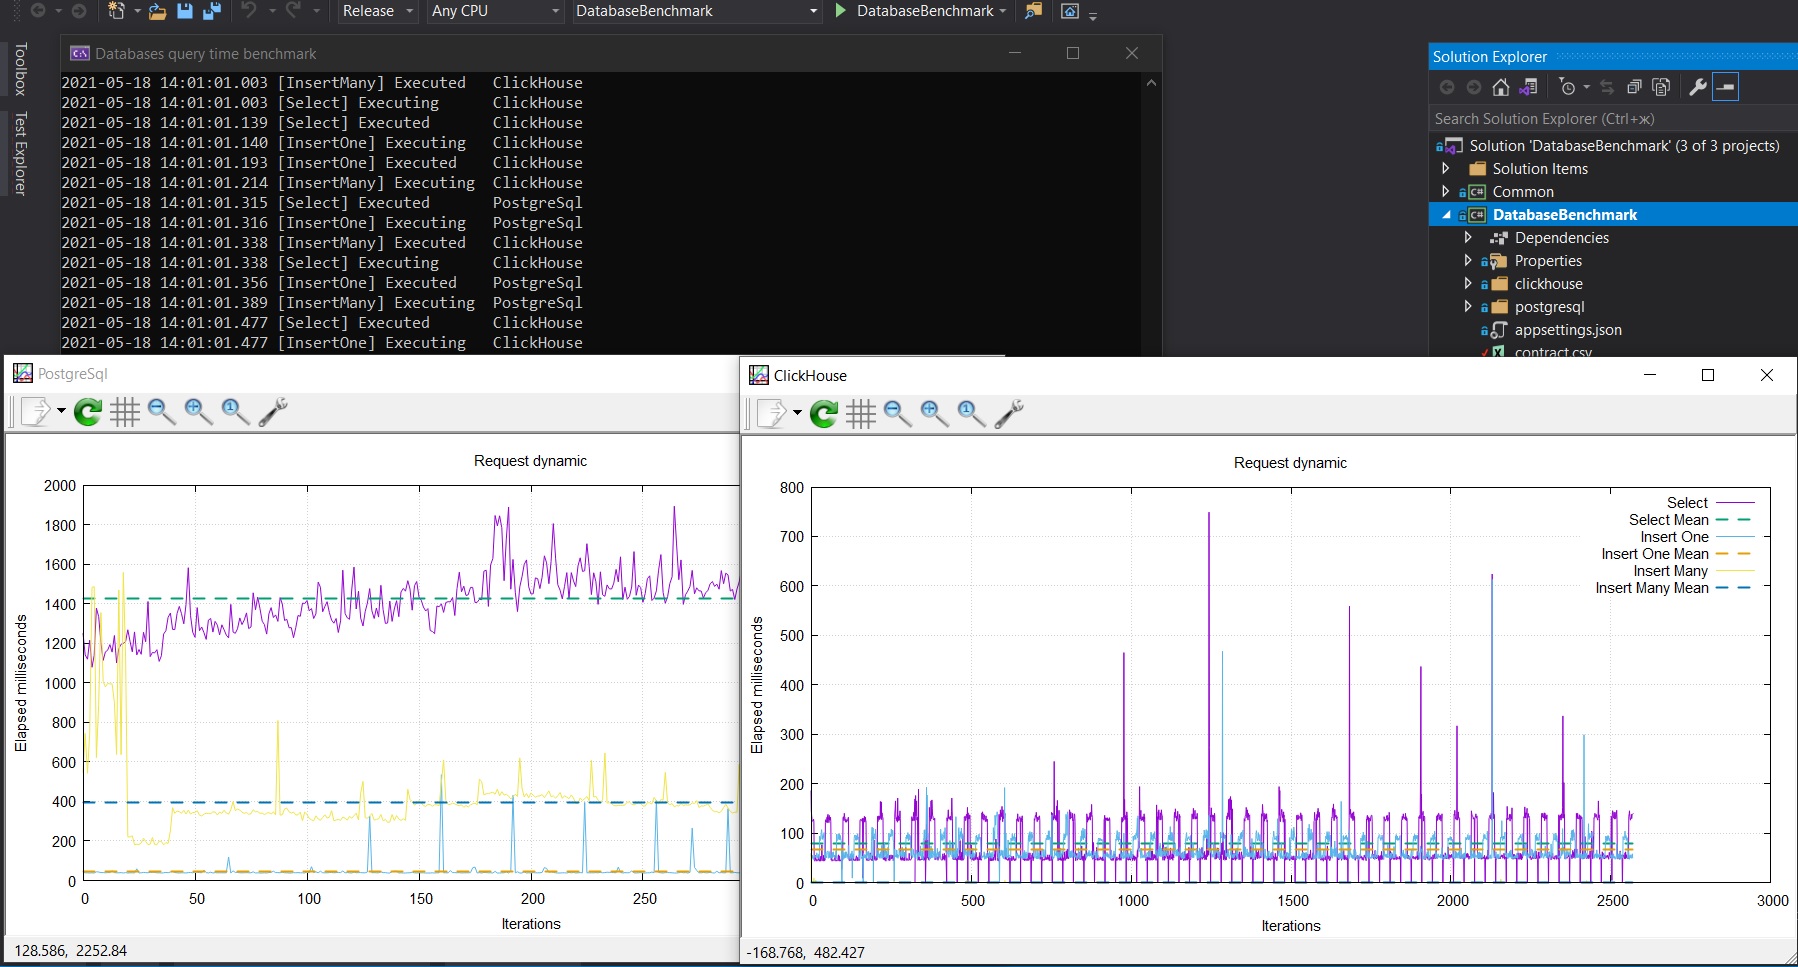 Release
Any CPU
DatabaseBenchmark
DatabaseBenchmark
Toolbox
Test Explorer
Databases query time benchmark
2021-05-18 14:01:01.003 [InsertMany] Executed ClickHouse
2021-05-18 14:01:01.003 [Select] Executing ClickHouse
2021-05-18 14:01:01.139 [Select] Executed ClickHouse
2021-05-18 14:01:01.140 [InsertOne] Executing ClickHouse
2021-05-18 14:01:01.193 [InsertOne] Executed ClickHouse
2021-05-18 14:01:01.214 [InsertMany] Executing ClickHouse
2021-05-18 14:01:01.315 [Select] Executed PostgreSql
2021-05-18 14:01:01.316 [InsertOne] Executing PostgreSql
2021-05-18 14:01:01.338 [InsertMany] Executed ClickHouse
2021-05-18 14:01:01.338 [Select] Executing ClickHouse
2021-05-18 14:01:01.356 [InsertOne] Executed PostgreSql
2021-05-18 14:01:01.389 [InsertMany] Executing PostgreSql
2021-05-18 14:01:01.477 [Select] Executed ClickHouse
2021-05-18 14:01:01.477 [InsertOne] Executing ClickHouse
Solution Explorer
Search Solution Explorer (Ctrl+ж)
Solution 'DatabaseBenchmark' (3 of 3 projects)
Solution Items
C# Common
C# DatabaseBenchmark
Dependencies
Properties
clickhouse
postgresql
appsettings.json
contract.csv
PostgreSql
Request dynamic
2000
1800
1600
1400
1200
1000
800
600
400
200
0
Elapsed milliseconds
0 50 100 150 200 250
Iterations
128.586, 2252.84
ClickHouse
Request dynamic
800
700
600
500
400
300
200
100
0
Elapsed milliseconds
Select
Select Mean
Insert One
Insert One Mean
Insert Many
Insert Many Mean
0 500 1000 1500 2000 2500 3000
Iterations
-168.768, 482.427